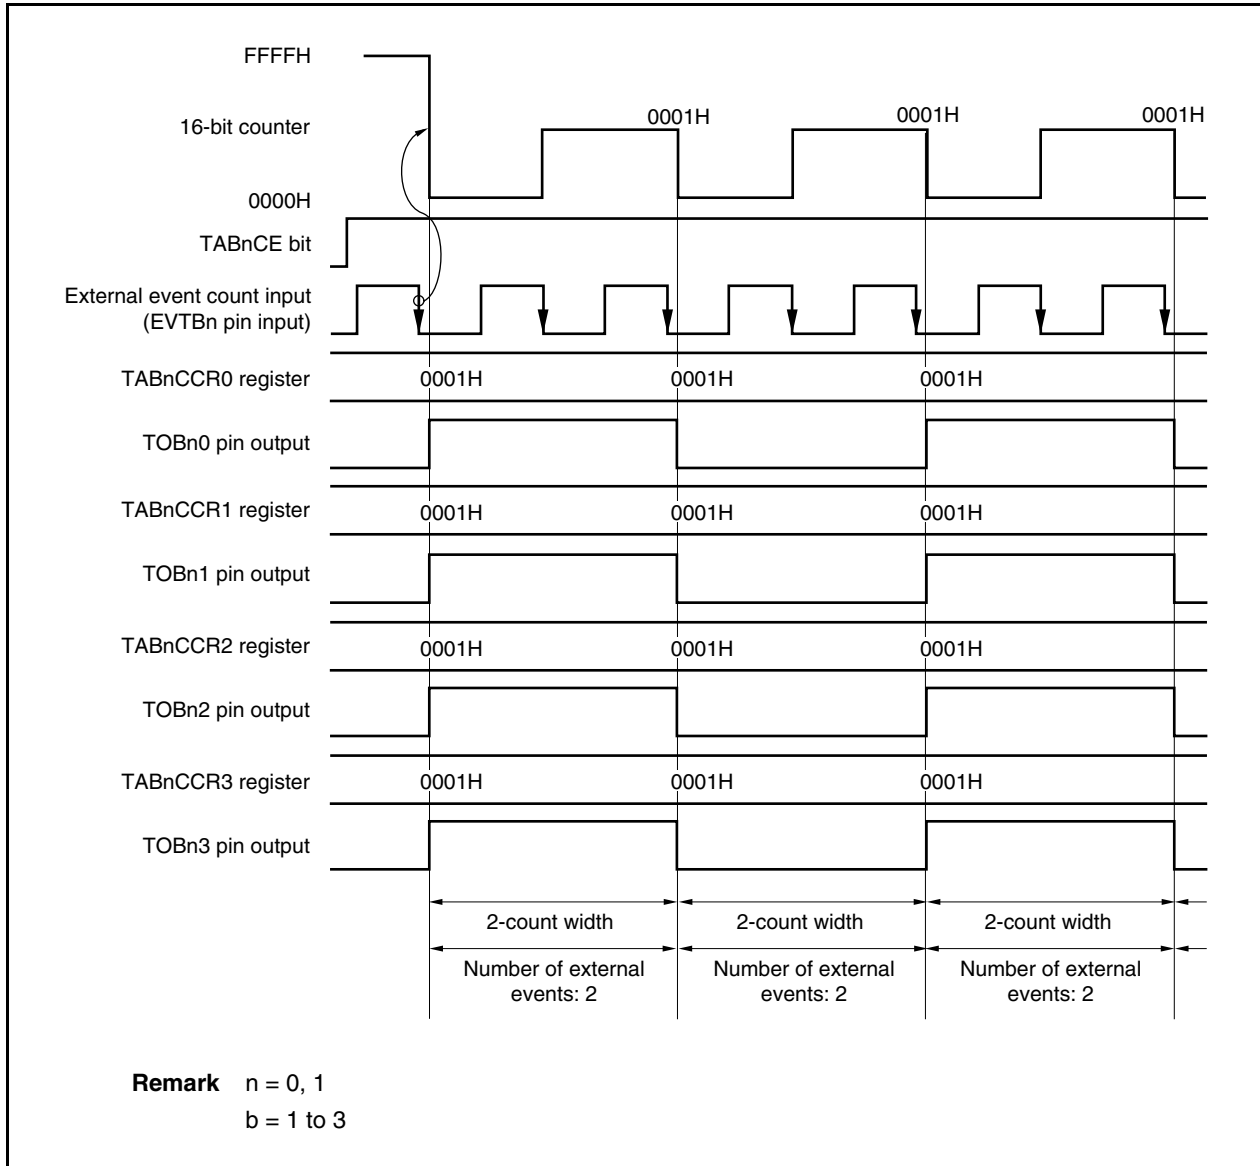 FFFFH
0001H 0001H 0001H
16-bit counter
0000H
TABnCE bit
External event count input
(EVTBn pin input)
TABnCCR0 register 0001H 0001H 0001H
TOBn0 pin output
TABnCCR1 register 0001H 0001H 0001H
TOBn1 pin output
TABnCCR2 register 0001H 0001H 0001H
TOBn2 pin output
TABnCCR3 register 0001H 0001H 0001H
TOBn3 pin output
2-count width 2-count width 2-count width
Number of external Number of external Number of external
events: 2 events: 2 events: 2
Remark n = 0, 1
b = 1 to 3